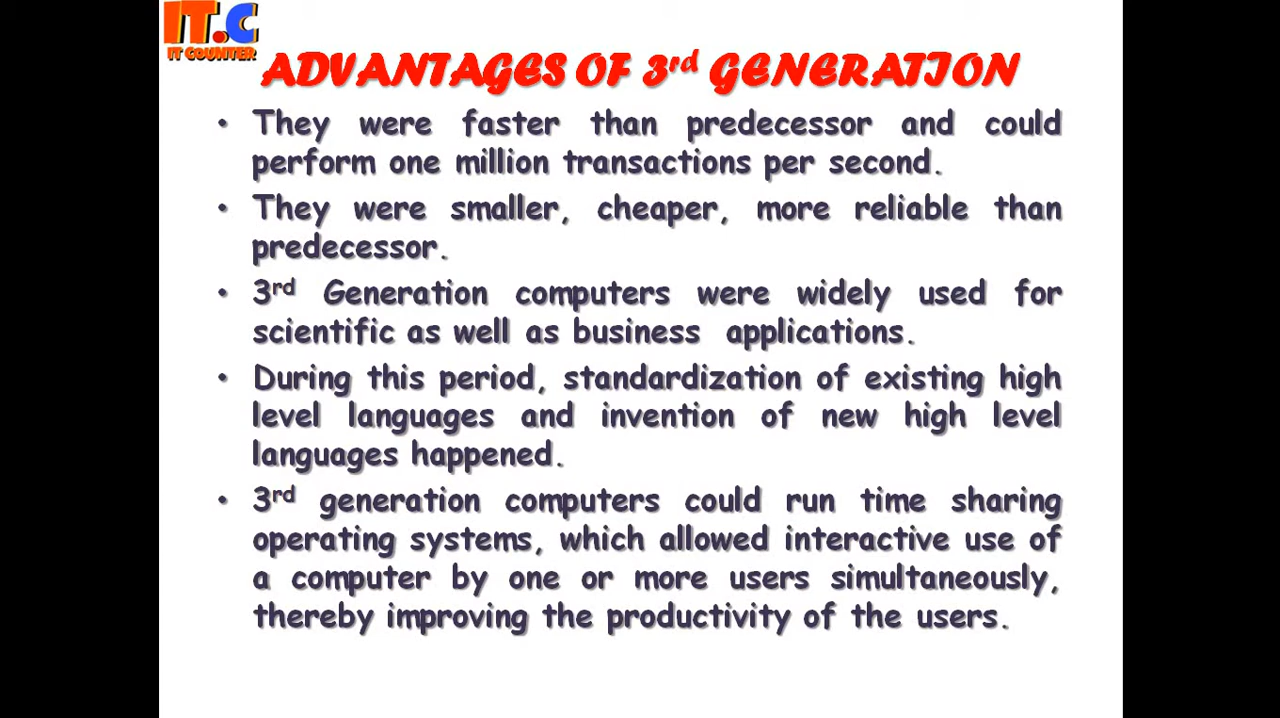 IT.C
IT COUNTER
ADVANTAGES OF 3rd GENERATION
• They were faster than predecessor and could
perform one million transactions per second.
• They were smaller, cheaper, more reliable than
predecessor.
• 3rd Generation computers were widely used for
scientific as well as business applications.
• During this period, standardization of existing high
level languages and invention of new high level
languages happened.
• 3rd generation computers could run time sharing
operating systems, which allowed interactive use of
a computer by one or more users simultaneously,
thereby improving the productivity of the users.